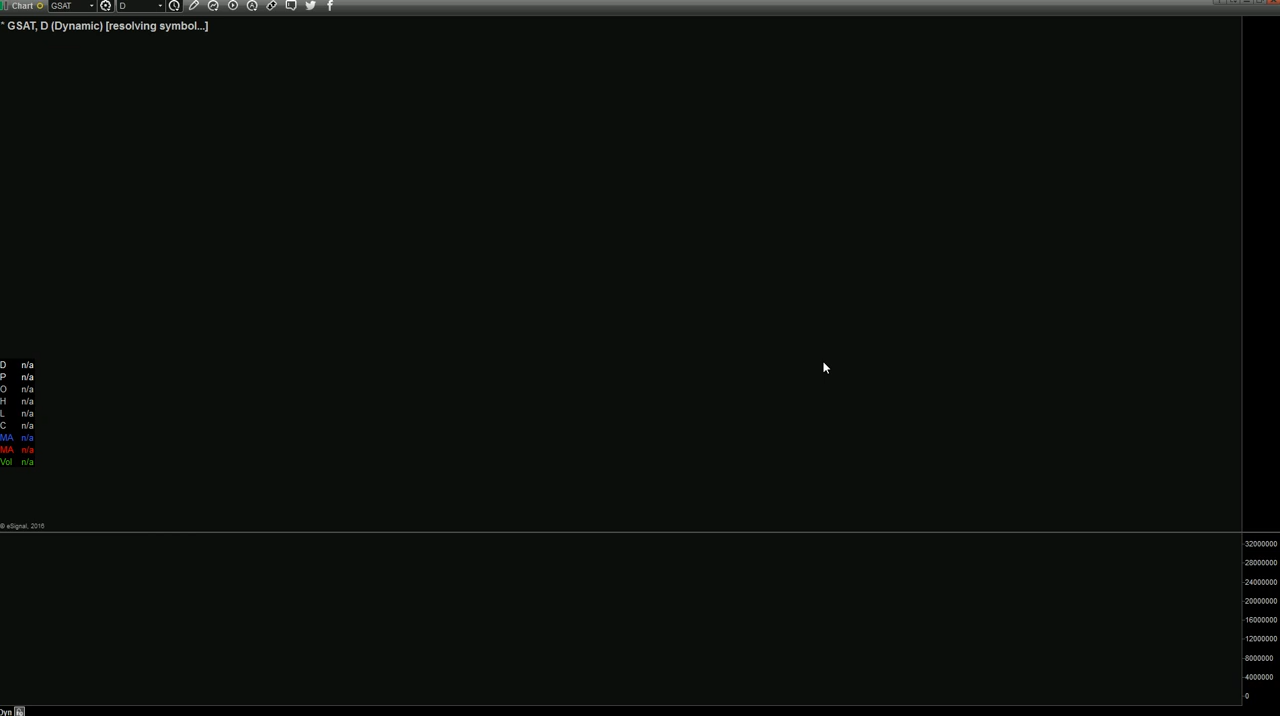 Chart GSAT D
* GSAT, D (Dynamic) [resolving symbol...]
D n/a
P n/a
O n/a
H n/a
L n/a
C n/a
MA n/a
MA n/a
Vol n/a
© eSignal, 2016
32000000
28000000
24000000
20000000
16000000
12000000
8000000
4000000
0
Dyn